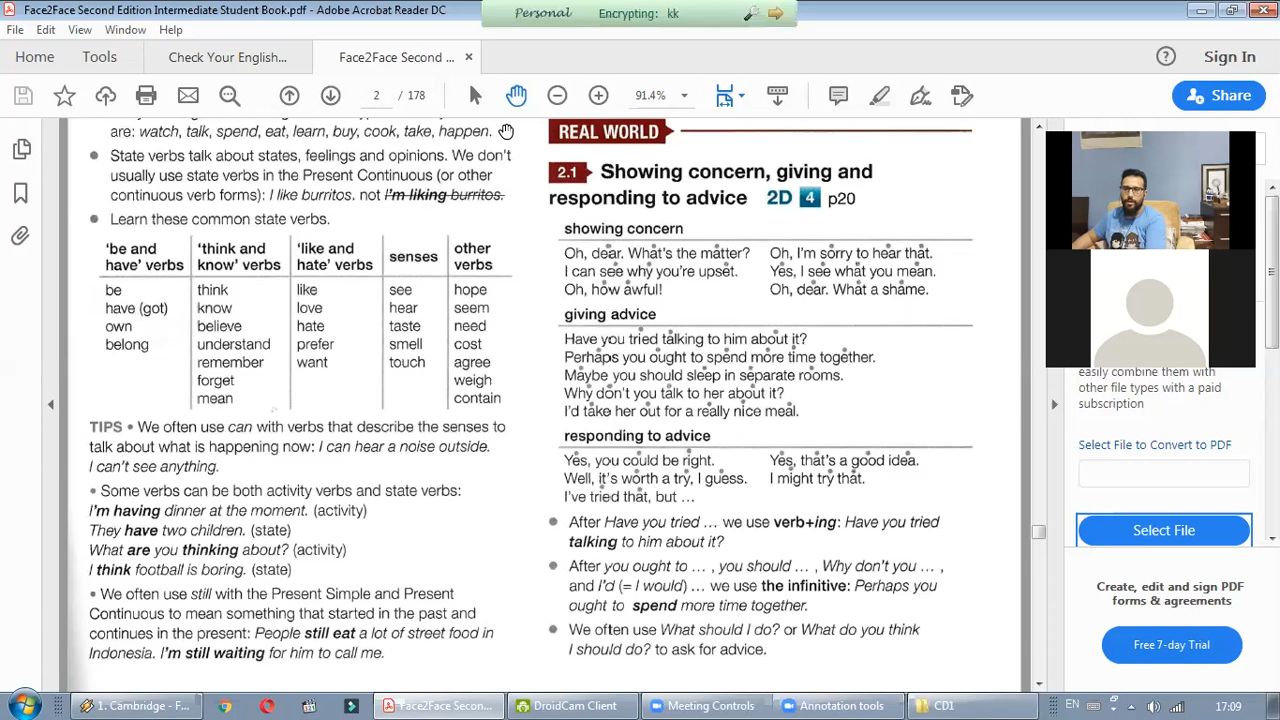 Face2Face Second Edition Intermediate Student Book.pdf - Adobe Acrobat Reader DC
Personal Encrypting: kk
File Edit View Window Help
Home Tools Check Your English... Face2Face Second ... × Sign In
2 / 178 91.4% Share
are: watch, talk, spend, eat, learn, buy, cook, take, happen.
State verbs talk about states, feelings and opinions. We don't
usually use state verbs in the Present Continuous (or other
continuous verb forms): I like burritos. not I'm liking burritos.
Learn these common state verbs.
'be and have' verbs
be
have (got)
own
belong
'think and know' verbs
think
know
believe
understand
remember
forget
mean
'like and hate' verbs
like
love
hate
prefer
want
senses
see
hear
taste
smell
touch
other verbs
hope
seem
need
cost
agree
weigh
contain
TIPS • We often use can with verbs that describe the senses to
talk about what is happening now: I can hear a noise outside.
I can't see anything.
• Some verbs can be both activity verbs and state verbs:
I'm having dinner at the moment. (activity)
They have two children. (state)
What are you thinking about? (activity)
I think football is boring. (state)
• We often use still with the Present Simple and Present
Continuous to mean something that started in the past and
continues in the present: People still eat a lot of street food in
Indonesia. I'm still waiting for him to call me.
REAL WORLD
2.1 Showing concern, giving and
responding to advice 2D 4 p20
showing concern
Oh, dear. What's the matter? Oh, I'm sorry to hear that.
I can see why you're upset. Yes, I see what you mean.
Oh, how awful! Oh, dear. What a shame.
giving advice
Have you tried talking to him about it?
Perhaps you ought to spend more time together.
Maybe you should sleep in separate rooms.
Why don't you talk to her about it?
I'd take her out for a really nice meal.
responding to advice
Yes, you could be right. Yes, that's a good idea.
Well, it's worth a try, I guess. I might try that.
I've tried that, but ...
After Have you tried ... we use verb+ing: Have you tried
talking to him about it?
After you ought to ... , you should ... , Why don't you ... ,
and I'd (= I would) ... we use the infinitive: Perhaps you
ought to spend more time together.
We often use What should I do? or What do you think
I should do? to ask for advice.
easily combine them with
other file types with a paid
subscription
Select File to Convert to PDF
Select File
Create, edit and sign PDF
forms & agreements
Free 7-day Trial
1. Cambridge - F... Face2Face Secon... DroidCam Client Meeting Controls Annotation tools CD1 EN 17:09